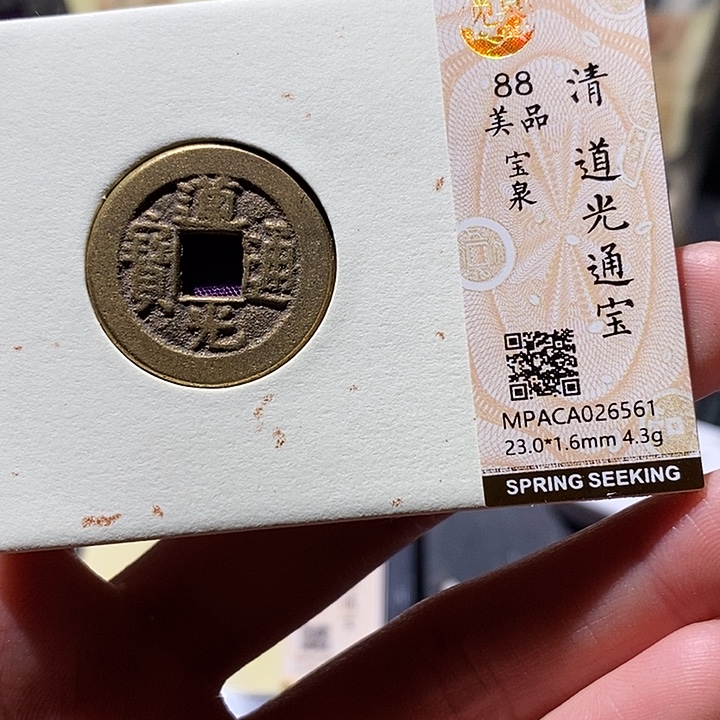 道光通寳
清
道光通宝
88
美品
宝泉
MPACA026561
23.0*1.6mm 4.3g
SPRING SEEKING